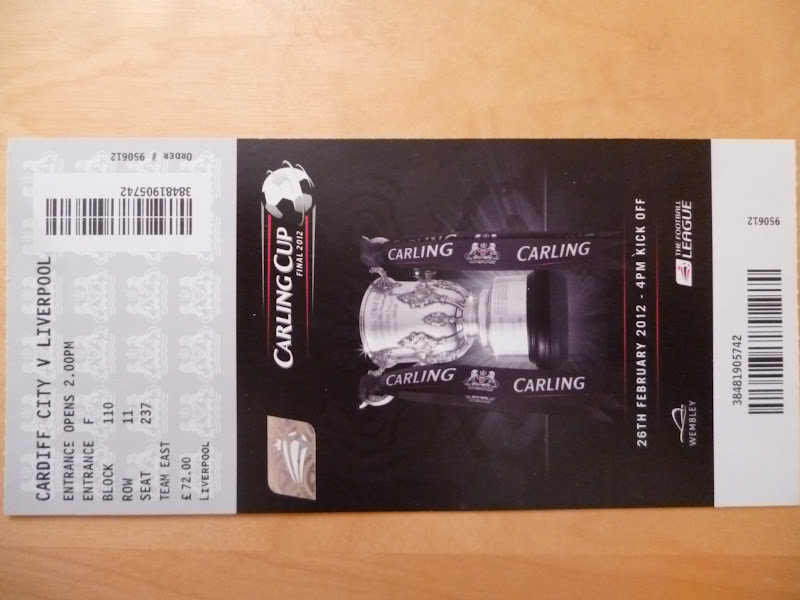 ORDER # 950612
38481905742
CARDIFF CITY V LIVERPOOL
ENTRANCE OPENS 2.00PM
ENTRANCE F
BLOCK 110
ROW 11
SEAT 237
TEAM EAST
£72.00
LIVERPOOL
CARLING CUP
FINAL 2012
CARLING
CARLING
CARLING
CARLING
26TH FEBRUARY 2012 - 4PM KICK OFF
WEMBLEY
THE FOOTBALL
LEAGUE
950612
38481905742